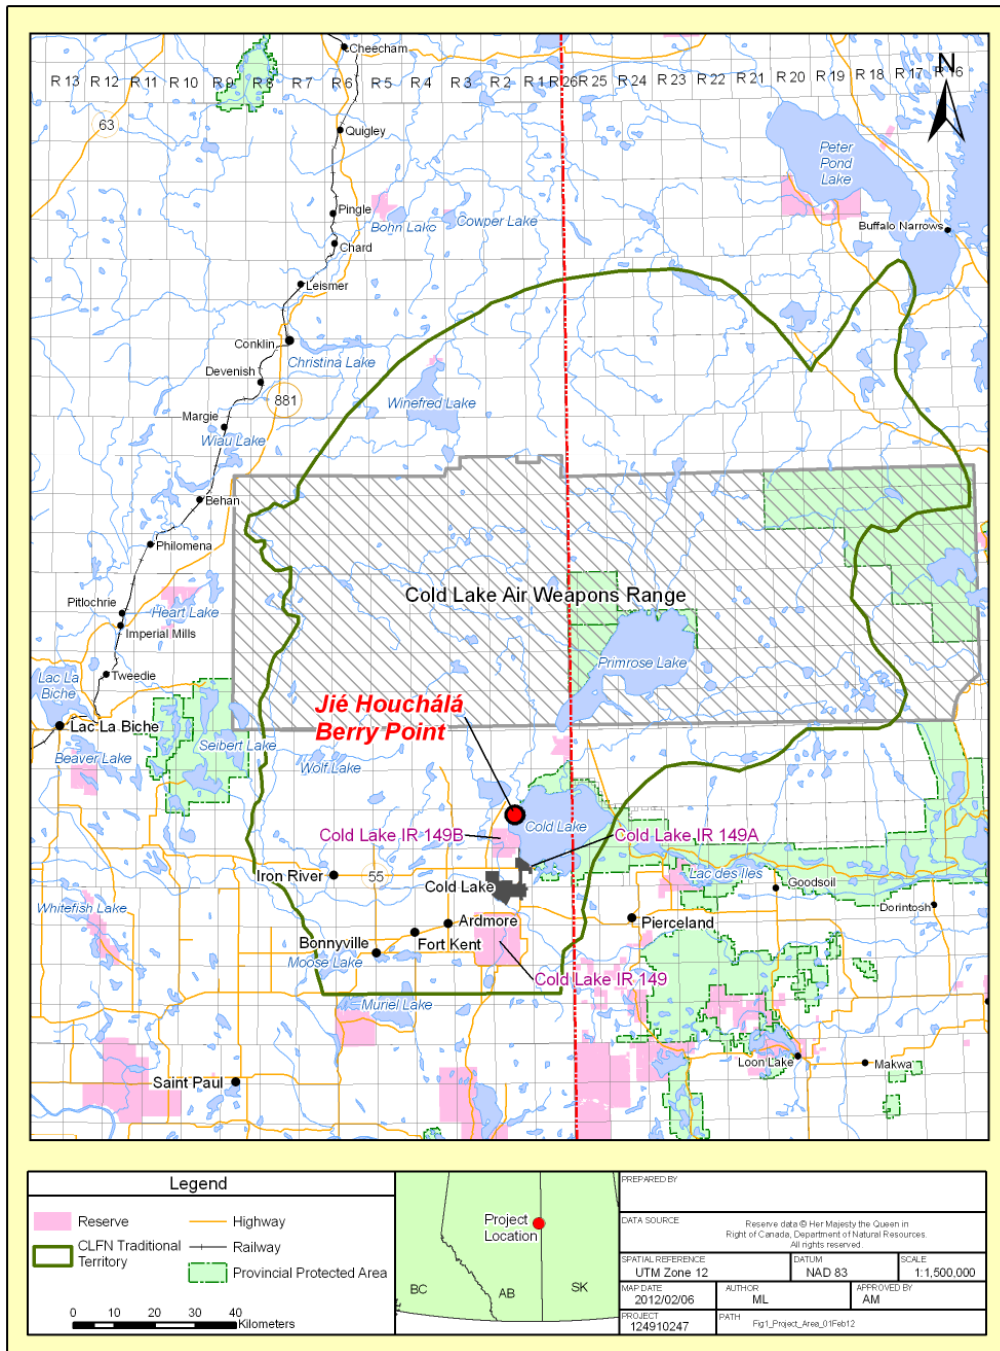 Cheecham
R 13 R 12 R 11 R 10 R 9 R 8 R 7 R 6 R 5 R 4 R 3 R 2 R 1 R 26 R 25 R 24 R 23 R 22 R 21 R 20 R 19 R 18 R 17 R 16
N
63
Quigley
Peter
Pond
Lake
Pingle
Bohn Lake
Cowper Lake
Buffalo Narrows
Chard
Leismer
Conklin
Christina Lake
Devenish
881
Winefred Lake
Margie
Wiau Lake
Behan
Philomena
Cold Lake Air Weapons Range
Pitlochrie
Heart Lake
Imperial Mills
Primrose Lake
Tweedie
Lac La
Biche
Jié Houchálá
Berry Point
Lac La Biche
Seibert Lake
Beaver Lake
Wolf Lake
Cold Lake
Cold Lake IR 149B
Cold Lake IR 149A
Iron River
55
Cold Lake
Lac des Iles
Goodsoil
Whitefish Lake
Dorintosh
Ardmore
Pierceland
Bonnyville
Fort Kent
Moose Lake
Cold Lake IR 149
Muriel Lake
Loon Lake
Makwa
Saint Paul
Legend
Reserve
Highway
CLFN Traditional
Territory
Railway
Provincial Protected Area
0 10 20 30 40
Kilometers
Project
Location
BC
AB
SK
PREPARED BY
DATA SOURCE
Reserve data © Her Majesty the Queen in
Right of Canada, Department of Natural Resources.
All rights reserved.
SPATIAL REFERENCE
UTM Zone 12
DATUM
NAD 83
SCALE
1:1,500,000
MAP DATE
2012/02/06
AUTHOR
ML
APPROVED BY
AM
PROJECT
124910247
PATH
Fig1_Project_Area_01Feb12